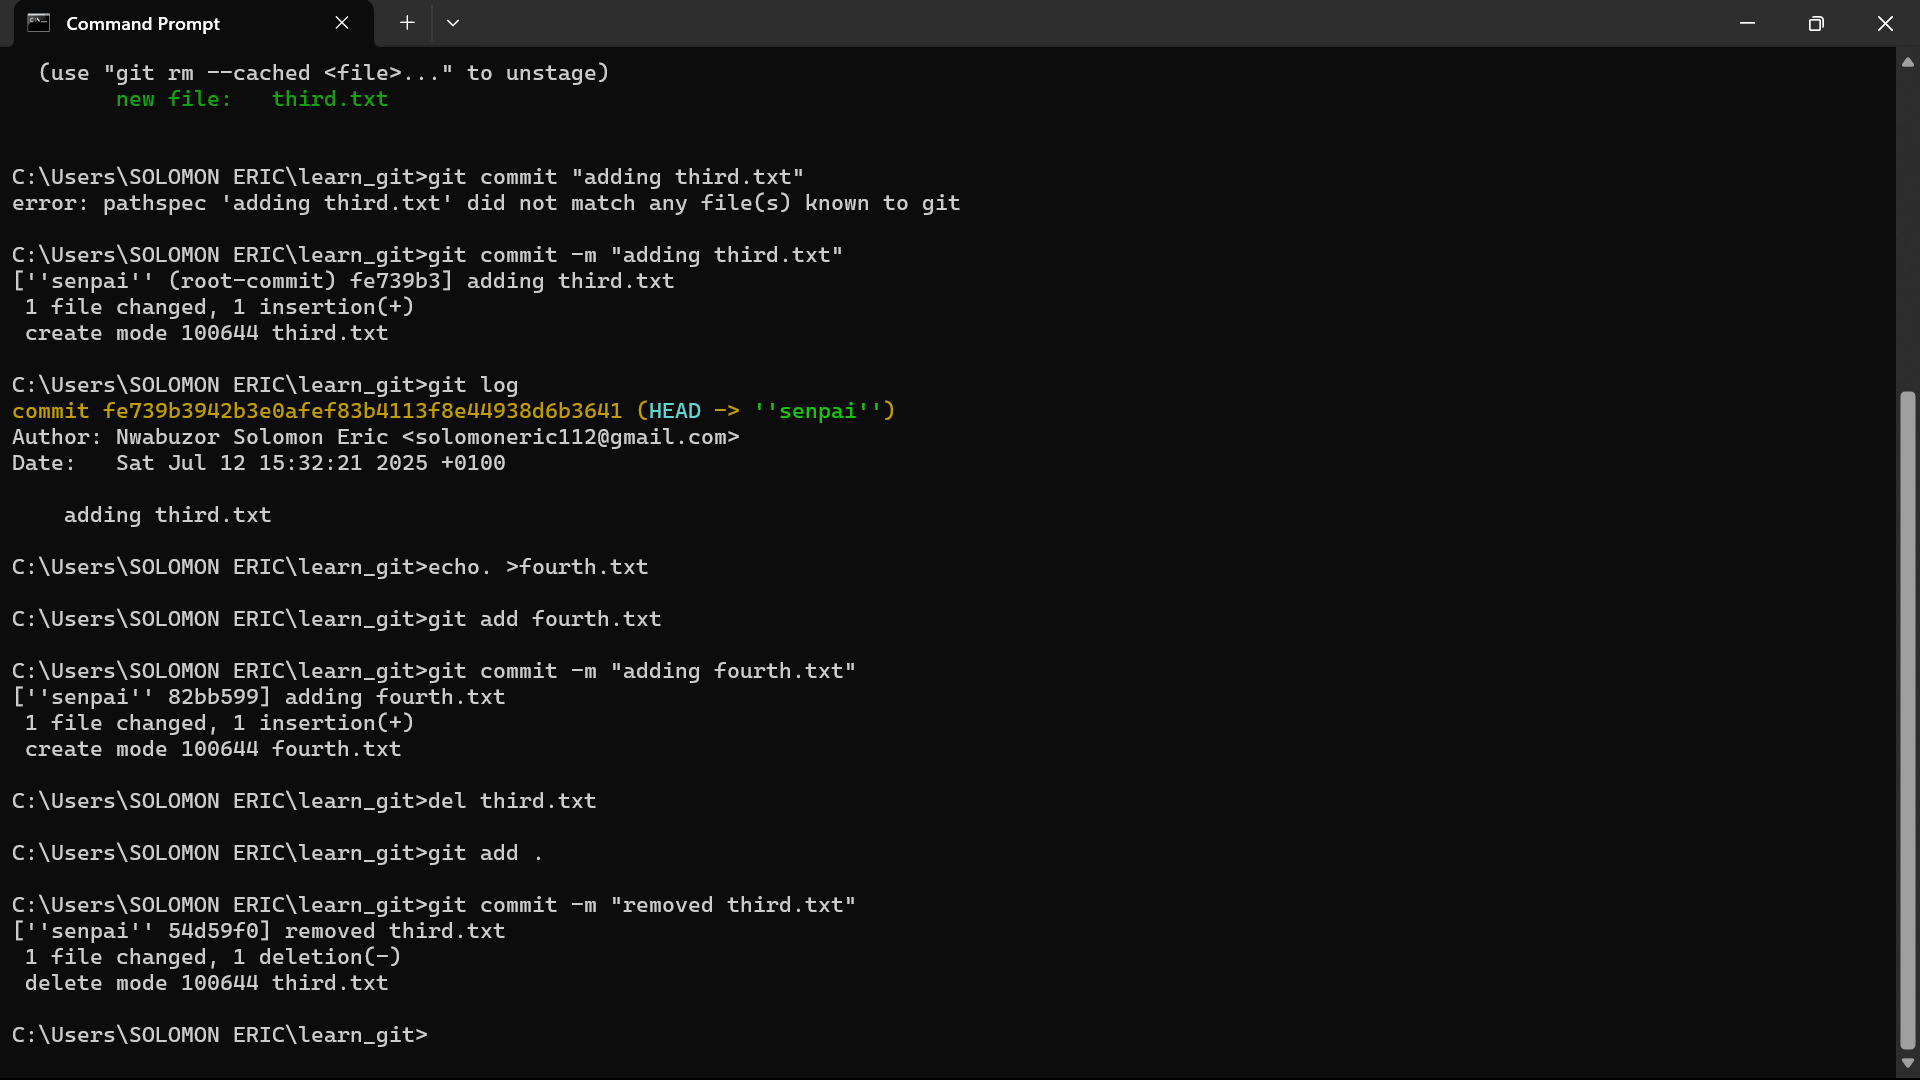 Command Prompt
  (use "git rm --cached <file>..." to unstage)
        new file:   third.txt
C:\Users\SOLOMON ERIC\learn_git>git commit "adding third.txt"
error: pathspec 'adding third.txt' did not match any file(s) known to git
C:\Users\SOLOMON ERIC\learn_git>git commit -m "adding third.txt"
[''senpai'' (root-commit) fe739b3] adding third.txt
 1 file changed, 1 insertion(+)
 create mode 100644 third.txt
C:\Users\SOLOMON ERIC\learn_git>git log
commit fe739b3942b3e0afef83b4113f8e44938d6b3641 (HEAD -> ''senpai'')
Author: Nwabuzor Solomon Eric <solomoneric112@gmail.com>
Date:   Sat Jul 12 15:32:21 2025 +0100
    adding third.txt
C:\Users\SOLOMON ERIC\learn_git>echo. >fourth.txt
C:\Users\SOLOMON ERIC\learn_git>git add fourth.txt
C:\Users\SOLOMON ERIC\learn_git>git commit -m "adding fourth.txt"
[''senpai'' 82bb599] adding fourth.txt
 1 file changed, 1 insertion(+)
 create mode 100644 fourth.txt
C:\Users\SOLOMON ERIC\learn_git>del third.txt
C:\Users\SOLOMON ERIC\learn_git>git add .
C:\Users\SOLOMON ERIC\learn_git>git commit -m "removed third.txt"
[''senpai'' 54d59f0] removed third.txt
 1 file changed, 1 deletion(-)
 delete mode 100644 third.txt
C:\Users\SOLOMON ERIC\learn_git>